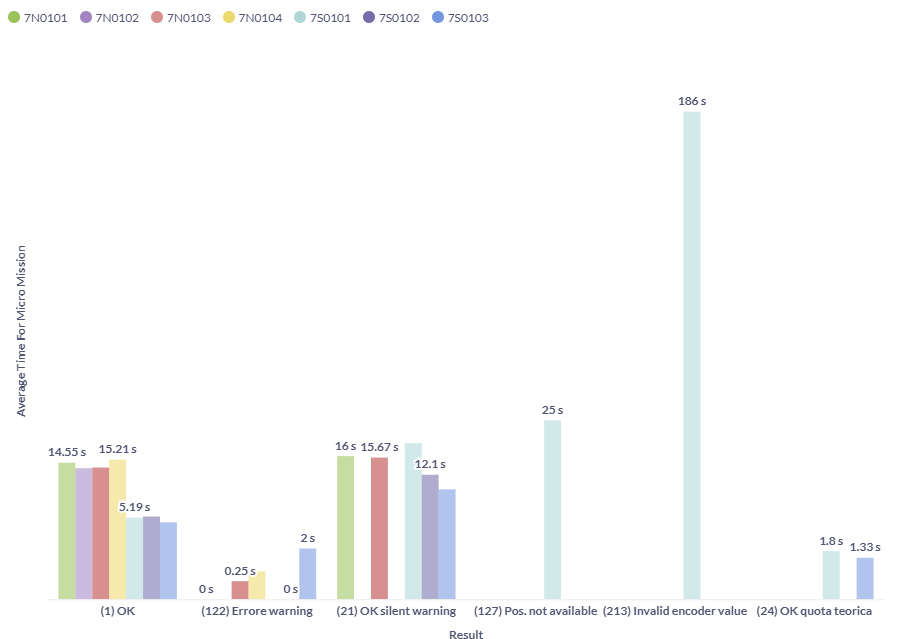 7N0101 7N0102 7N0103 7N0104 7S0101 7S0102 7S0103
186 s
25 s
14.55 s 15.21 s 16 s 15.67 s
12.1 s
5.19 s
2 s 1.8 s 1.33 s
0.25 s
0 s 0 s
Average Time For Micro Mission
(1) OK (122) Errore warning (21) OK silent warning (127) Pos. not available (213) Invalid encoder value (24) OK quota teorica
Result